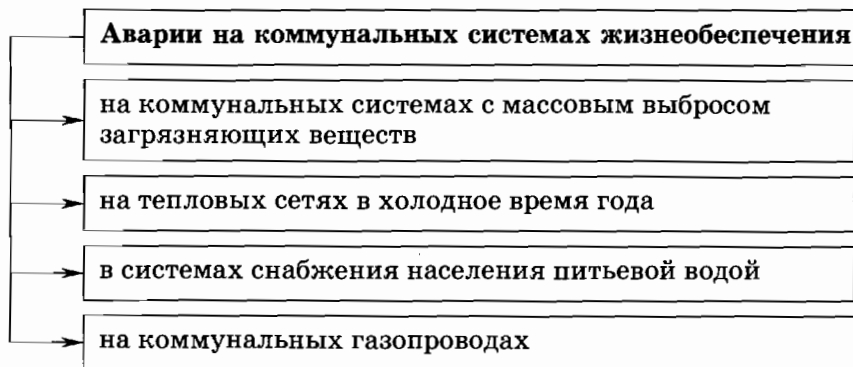 Аварии на коммунальных системах жизнеобеспечения
на коммунальных системах с массовым выбросом
загрязняющих веществ
на тепловых сетях в холодное время года
в системах снабжения населения питьевой водой
на коммунальных газопроводах